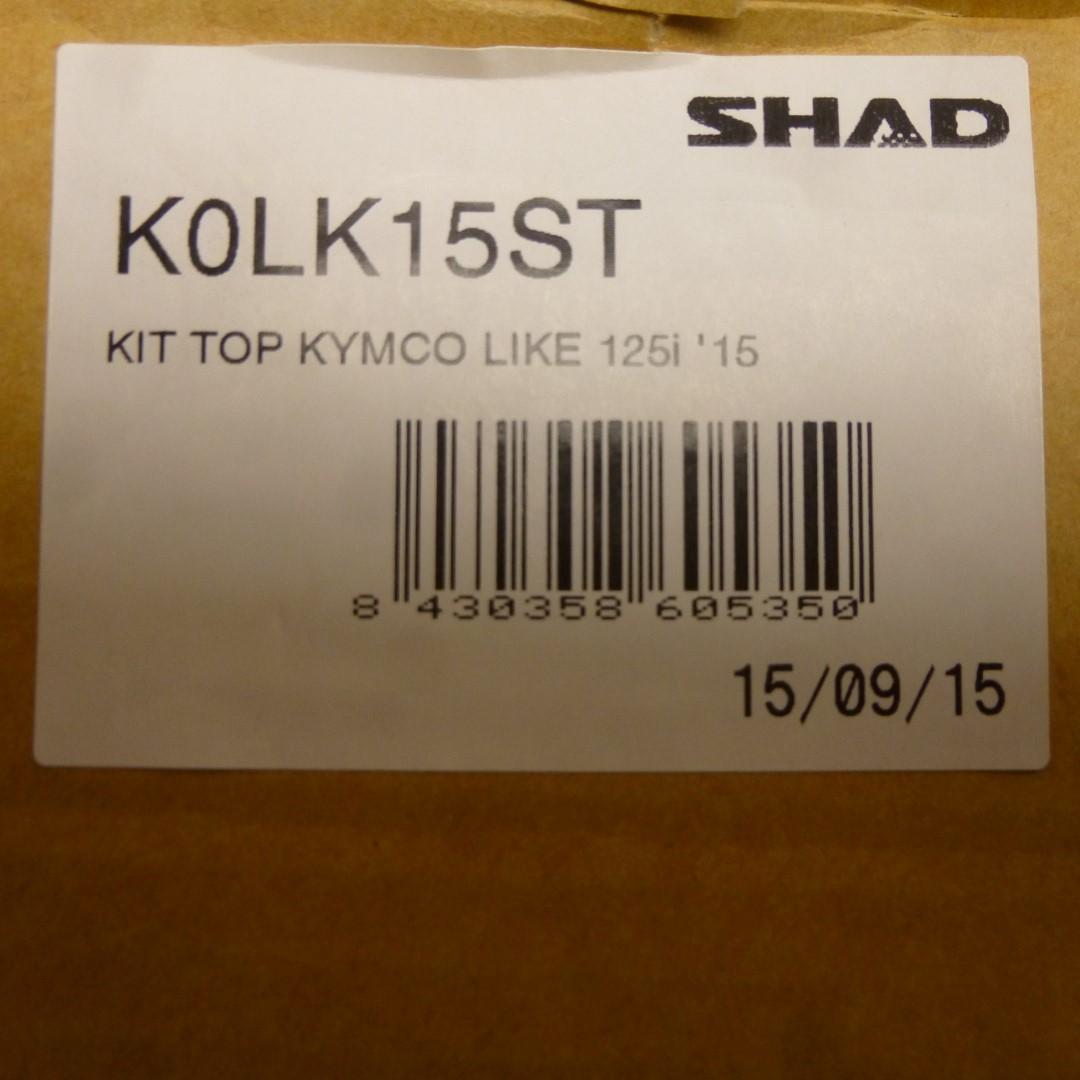 SHAD
K0LK15ST
KIT TOP KYMCO LIKE 125i '15
8 430358 605350
15/09/15